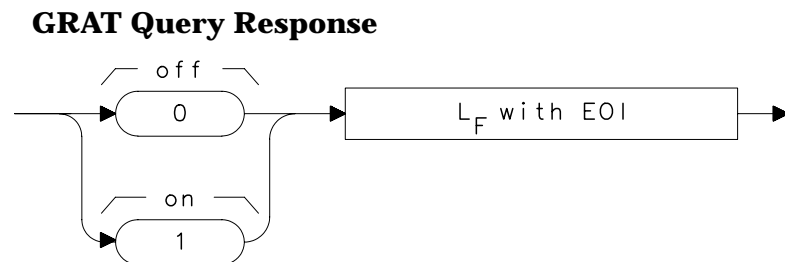 GRAT Query Response
off
0
LF with EOI
on
1